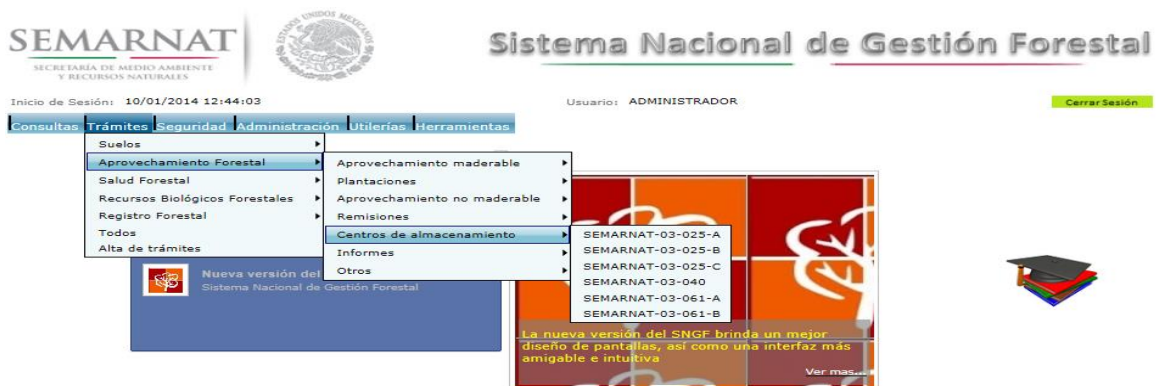 SEMARNAT
SECRETARÍA DE MEDIO AMBIENTE
Y RECURSOS NATURALES
ESTADOS UNIDOS MEXICANOS
Sistema Nacional de Gestión Forestal
Inicio de Sesión: 10/01/2014 12:44:03
Usuario: ADMINISTRADOR
Cerrar Sesión
Consultas Trámites Seguridad Administración Utilerías Herramientas
Suelos
Aprovechamiento Forestal
Salud Forestal
Recursos Biológicos Forestales
Registro Forestal
Todos
Alta de trámites
Aprovechamiento maderable
Plantaciones
Aprovechamiento no maderable
Remisiones
Centros de almacenamiento
Informes
Otros
SEMARNAT-03-025-A
SEMARNAT-03-025-B
SEMARNAT-03-025-C
SEMARNAT-03-040
SEMARNAT-03-061-A
SEMARNAT-03-061-B
Nueva versión del
Sistema Nacional de Gestión Forestal
La nueva versión del SNGF brinda un mejor
diseño de pantallas, así como una interfaz más
amigable e intuitiva
Ver mas...